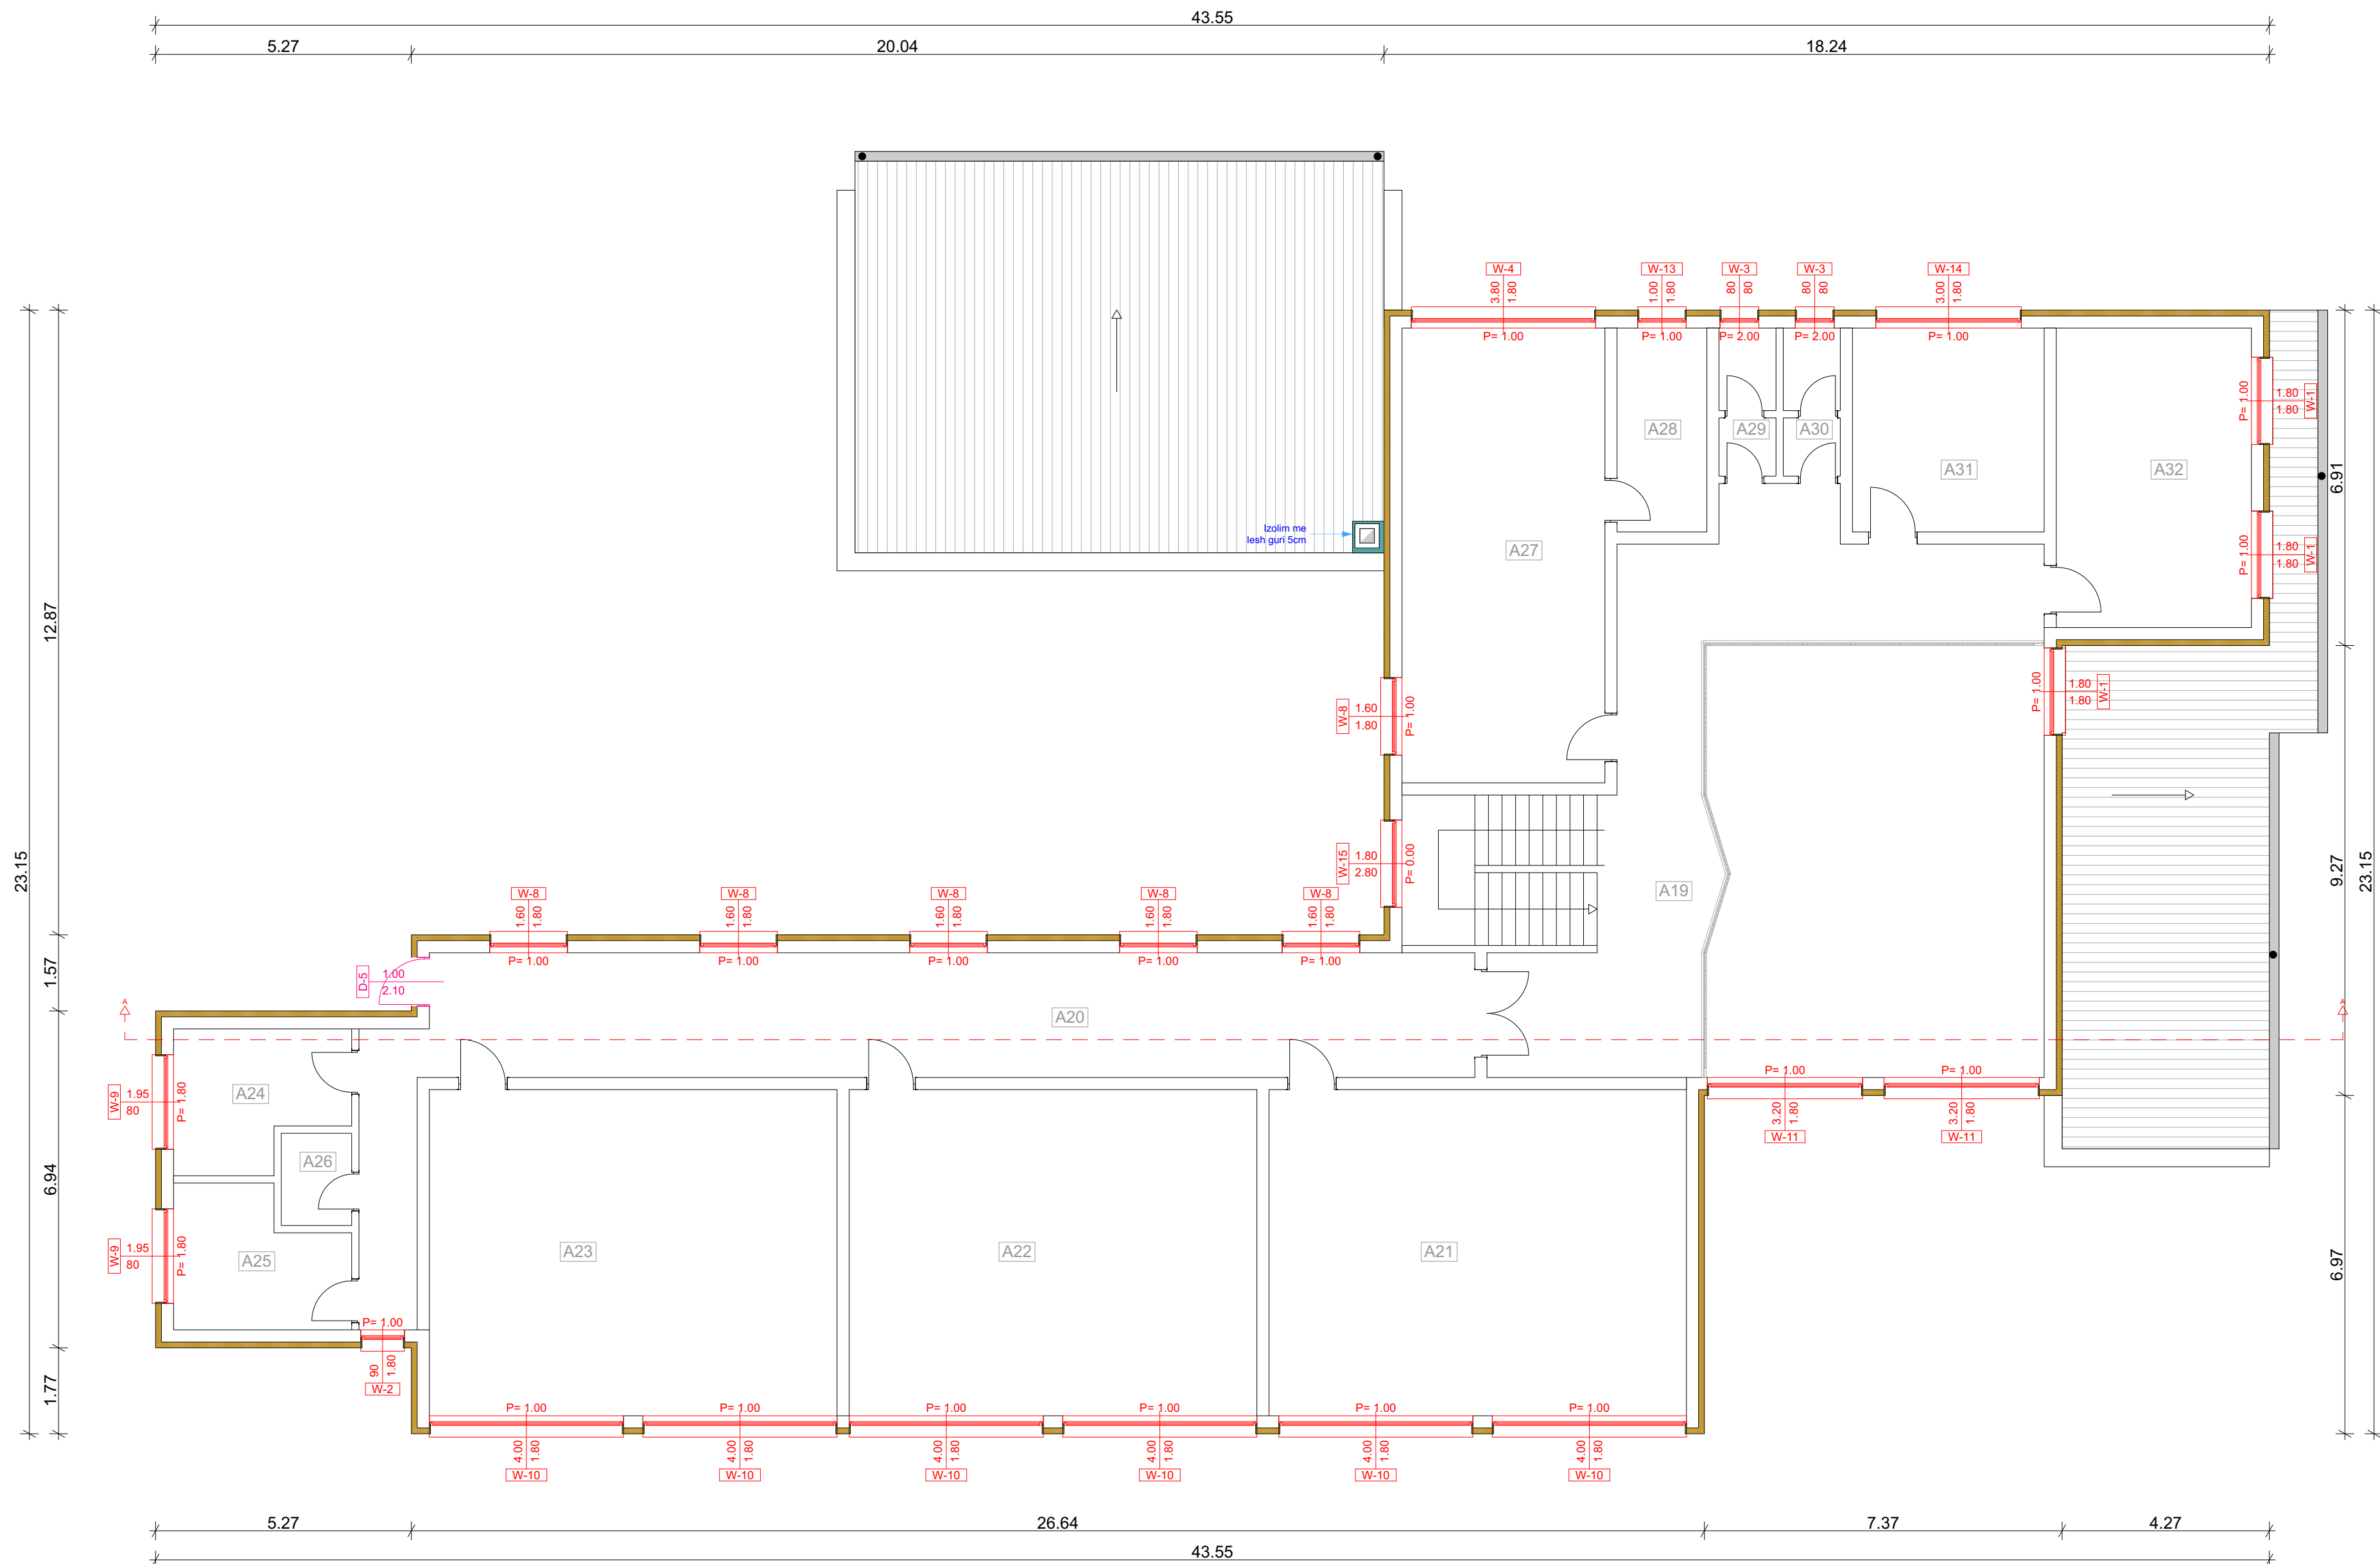 43.55
5.27 20.04 18.24
W-4 W-13 W-3 W-3 W-14
3.80 1.80 1.00 1.80 80 80 80 80 3.00 1.80
P= 1.00 P= 1.00 P= 2.00 P= 2.00 P= 1.00
P= 1.00 1.80 1.80 W-1
A28 A29 A30
A31 A32
6.91
Izolim me
lesh guri 5cm
A27
P= 1.00 1.80 1.80 W-1
12.87
P= 1.00 1.80 1.80 W-1
W-8 1.60 1.80 P= 1.00
W-15 1.80 2.80 P= 0.00
23.15
9.27
23.15
A19
W-8 W-8 W-8 W-8 W-8
1.60 1.80 1.60 1.80 1.60 1.80 1.60 1.80 1.60 1.80
P= 1.00 P= 1.00 P= 1.00 P= 1.00 P= 1.00
1.57
D-5 1.00 2.10
A A
A20
P= 1.00 P= 1.00
A24
W-9 1.95 80 P= 1.80
3.20 1.80 3.20 1.80
W-11 W-11
A26
6.94
W-9 1.95 80 P= 1.80
A25 A23 A22 A21
6.97
P= 1.00
90 1.80
W-2
1.77
P= 1.00 P= 1.00 P= 1.00 P= 1.00 P= 1.00 P= 1.00
4.00 1.80 4.00 1.80 4.00 1.80 4.00 1.80 4.00 1.80 4.00 1.80
W-10 W-10 W-10 W-10 W-10 W-10
5.27 26.64 7.37 4.27
43.55